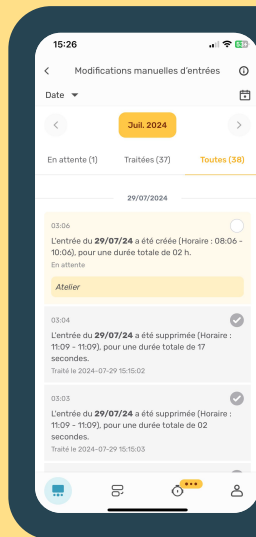 15:26
Modifications manuelles d'entrées
Date
Juil. 2024
En attente (1) Traitées (37) Toutes (38)
29/07/2024
03:06
L'entrée du 29/07/24 a été créée (Horaire : 08:06 -
10:06), pour une durée totale de 02 h.
En attente
Atelier
03:04
L'entrée du 29/07/24 a été supprimée (Horaire :
11:09 - 11:09), pour une durée totale de 17
secondes.
Traité le 2024-07-29 15:15:02
03:03
L'entrée du 29/07/24 a été supprimée (Horaire :
11:09 - 11:09), pour une durée totale de 02
secondes.
Traité le 2024-07-29 15:15:03